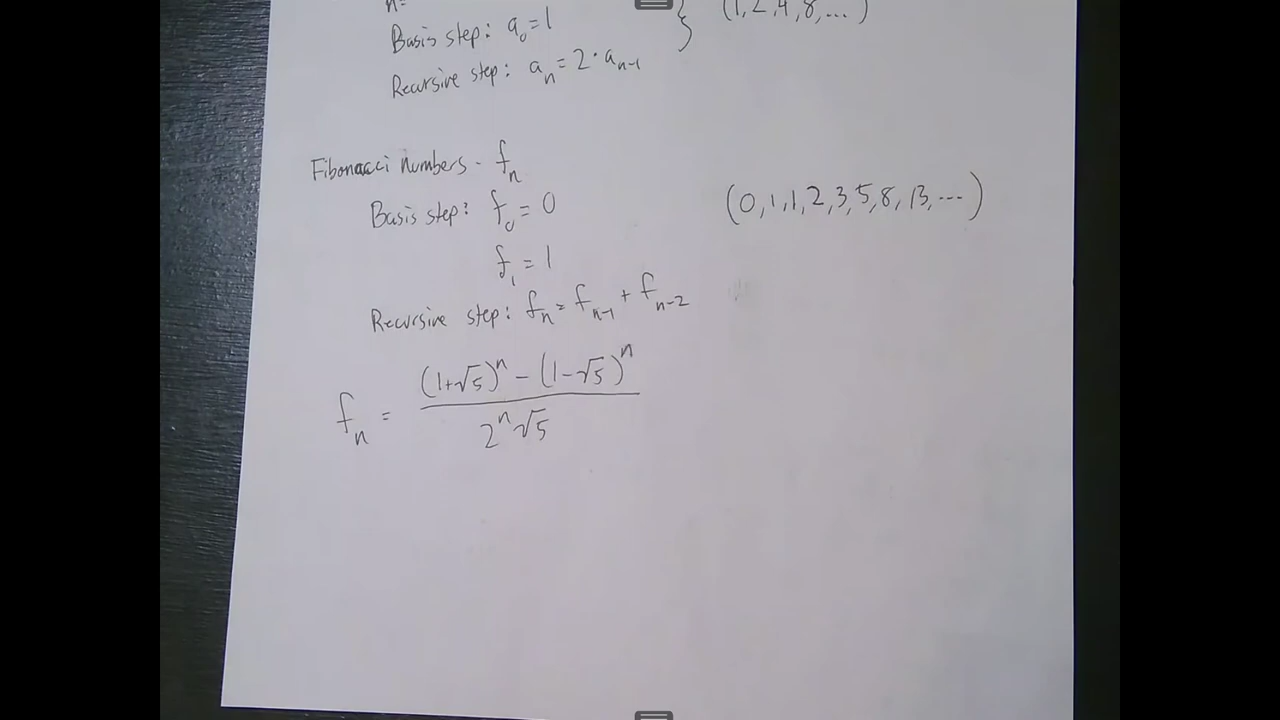 n=
Basis step: a₀ = 1 } (1, 2, 4, 8, ... )
Recursive step: aₙ = 2 · aₙ₋₁
Fibonacci numbers - fₙ
Basis step: f₀ = 0 (0, 1, 1, 2, 3, 5, 8, 13, ... )
f₁ = 1
Recursive step: fₙ = fₙ₋₁ + fₙ₋₂
fₙ = ((1+√5)ⁿ - (1-√5)ⁿ) / (2ⁿ√5)